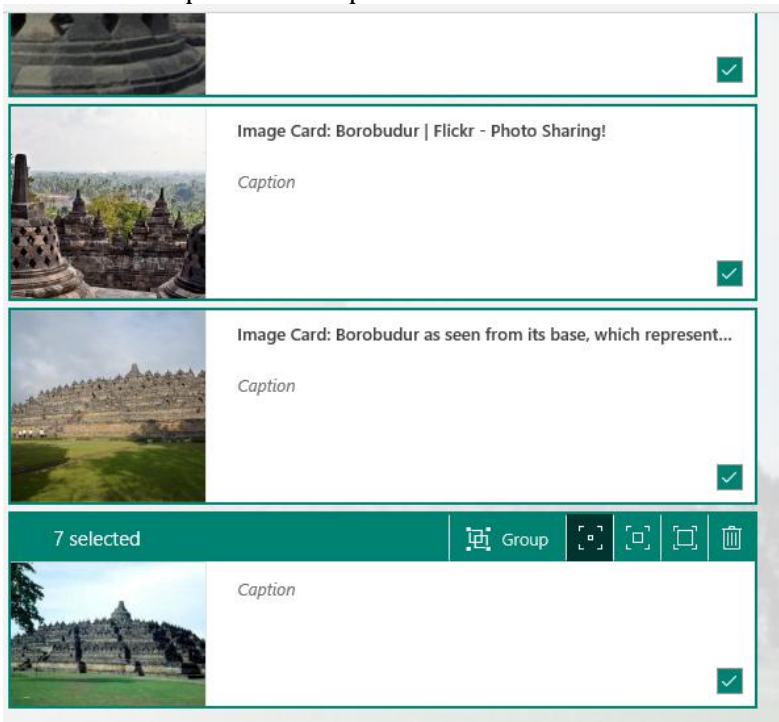 Image Card: Borobudur | Flickr - Photo Sharing!
Caption
Image Card: Borobudur as seen from its base, which represent...
Caption
7 selected Group
Caption